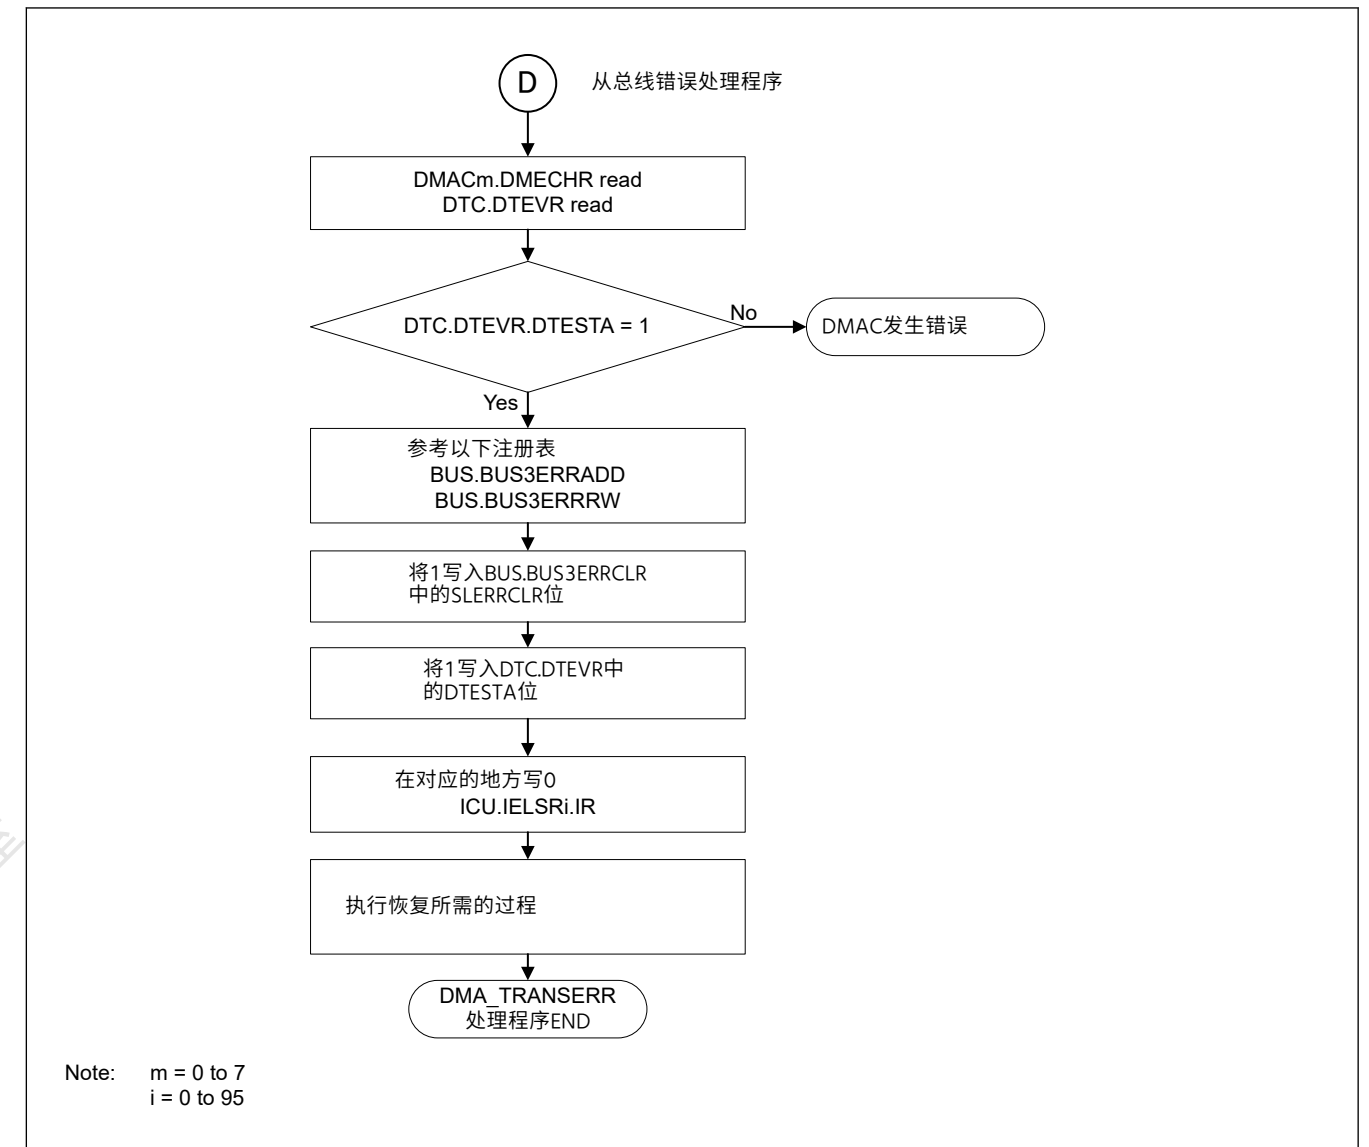 D
从总线错误处理程序
DMACm.DMECHR read
DTC.DTEVR read
DTC.DTEVR.DTESTA = 1
No
DMAC发生错误
Yes
参考以下注册表
BUS.BUS3ERRADD
BUS.BUS3ERRRW
将1写入BUS.BUS3ERRCLR
中的SLERRCLR位
将1写入DTC.DTEVR中
的DTESTA位
在对应的地方写0
ICU.IELSRi.IR
执行恢复所需的过程
DMA_TRANSERR
处理程序END
Note: m = 0 to 7
i = 0 to 95